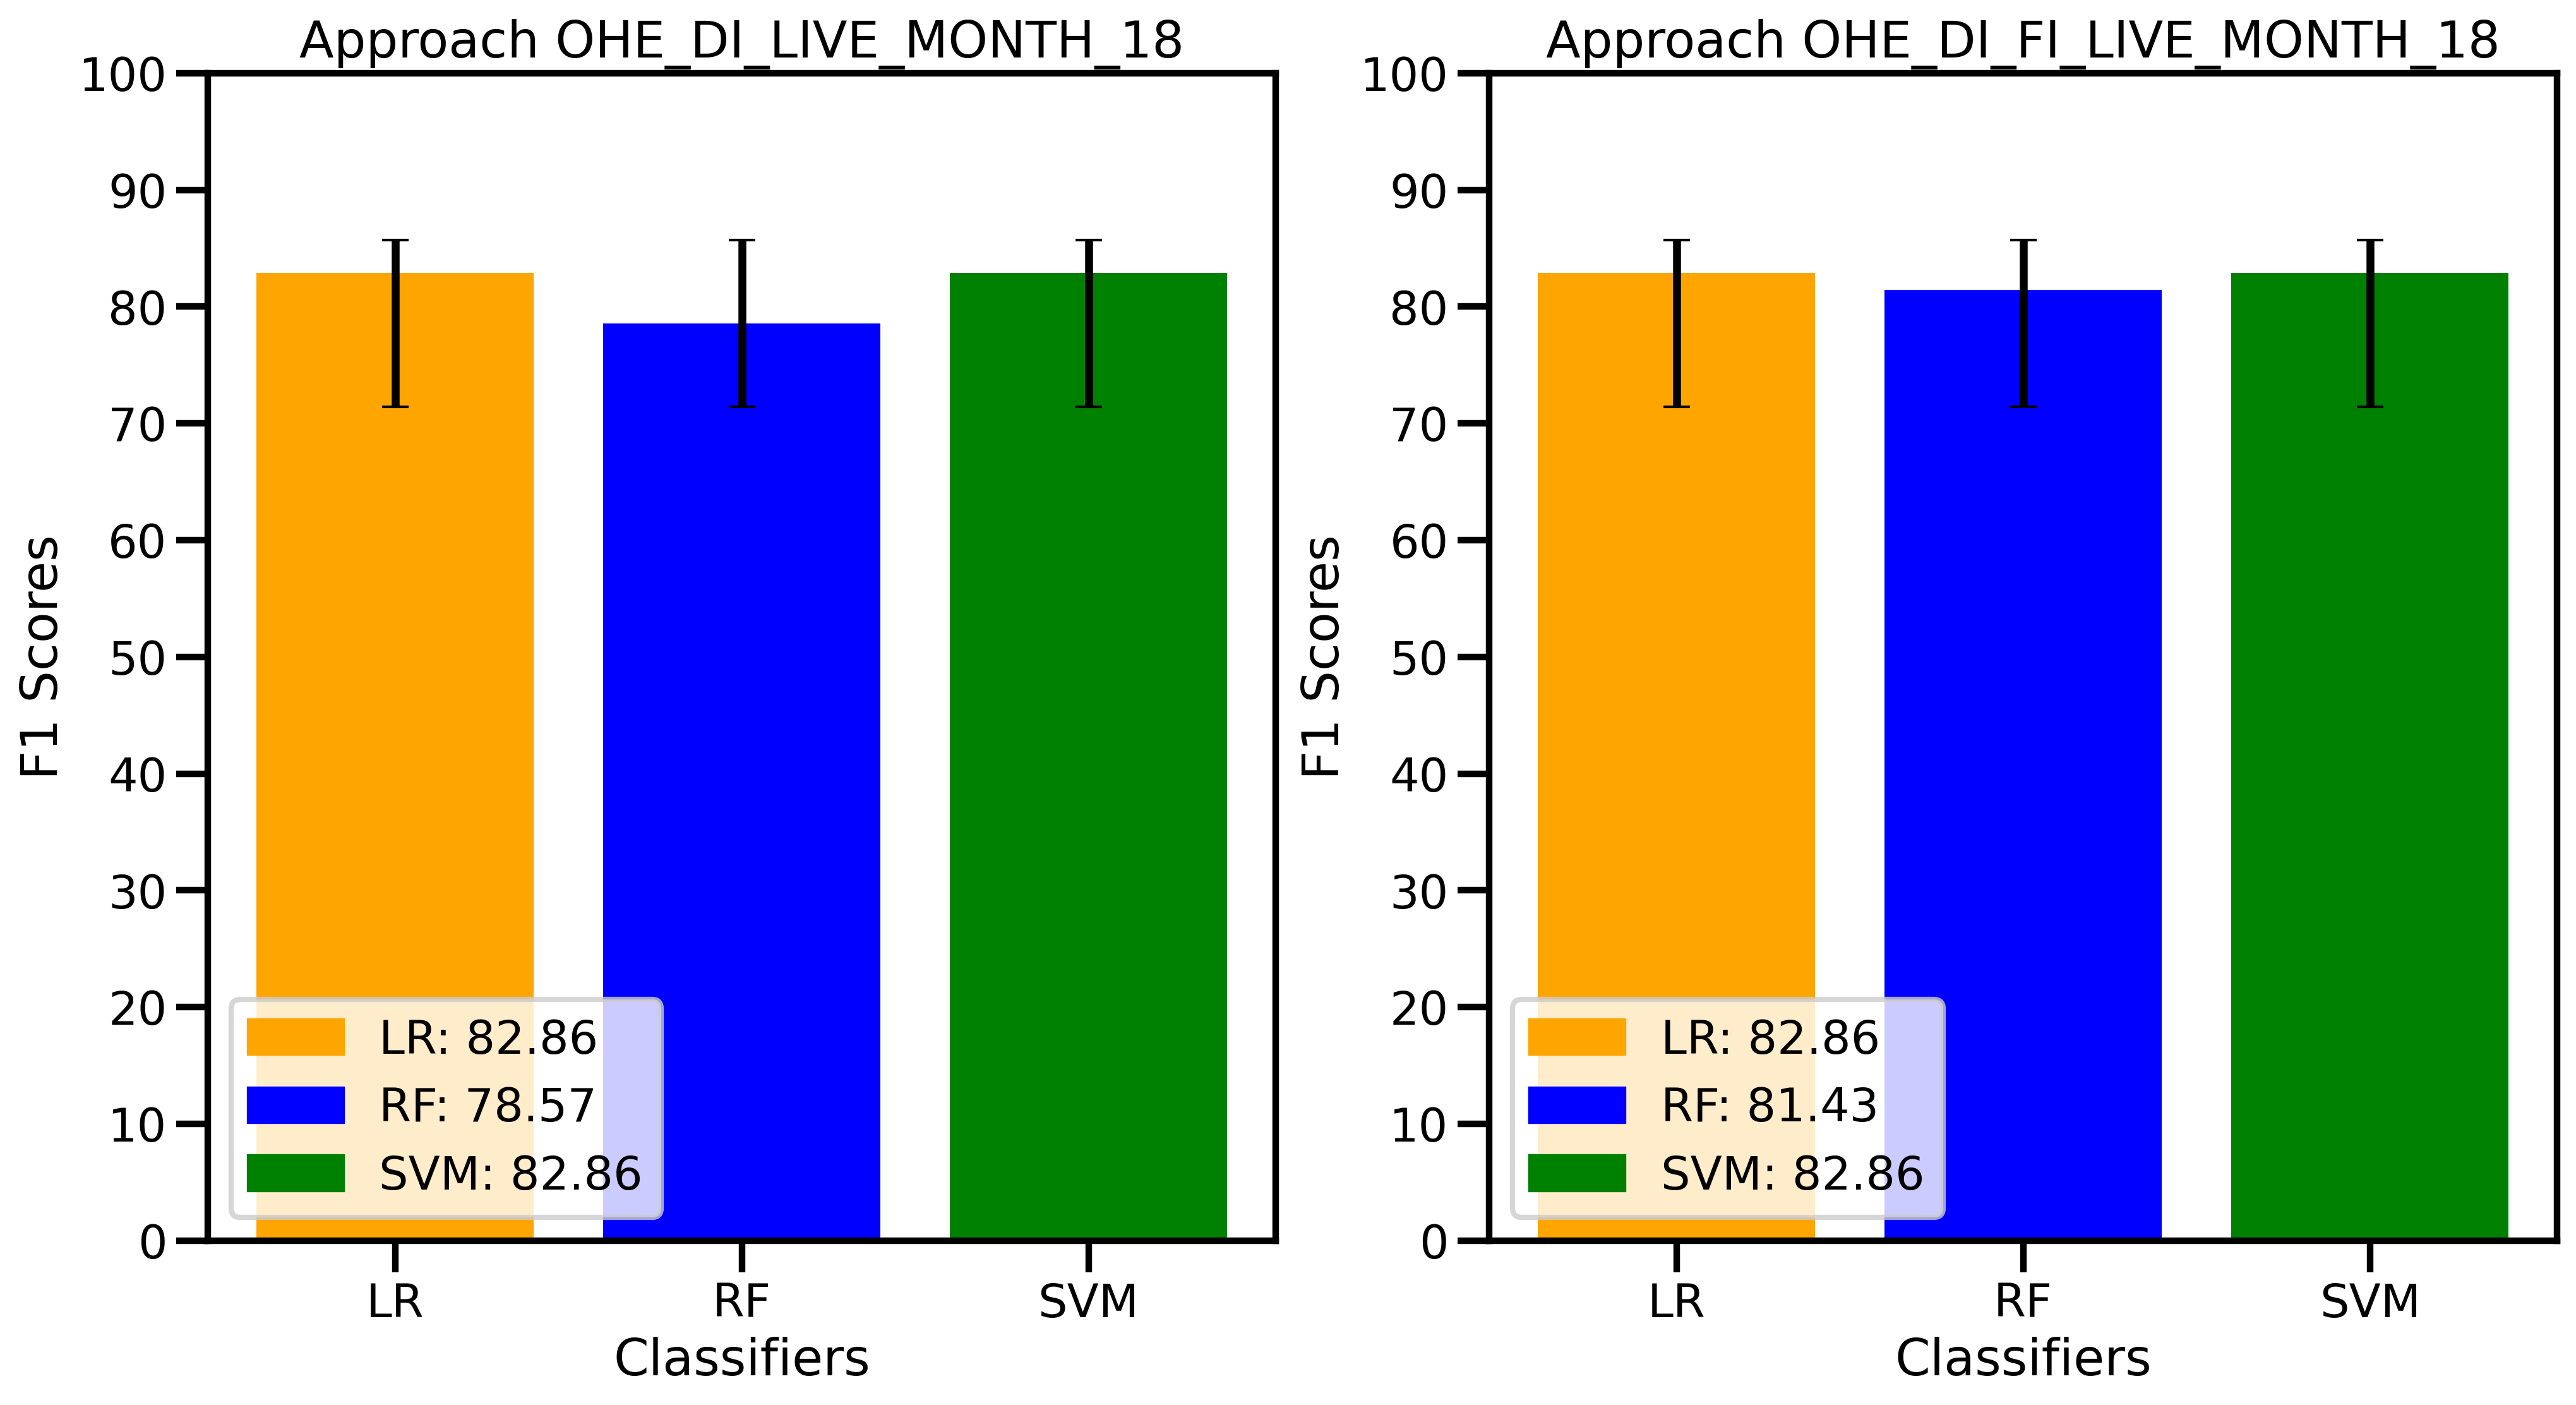 Approach OHE_DI_LIVE_MONTH_18
100
90
80
70
60
50
40
30
20
10
0
F1 Scores
LR: 82.86
RF: 78.57
SVM: 82.86
LR
RF
SVM
Classifiers
Approach OHE_DI_FI_LIVE_MONTH_18
100
90
80
70
60
50
40
30
20
10
0
F1 Scores
LR: 82.86
RF: 81.43
SVM: 82.86
LR
RF
SVM
Classifiers